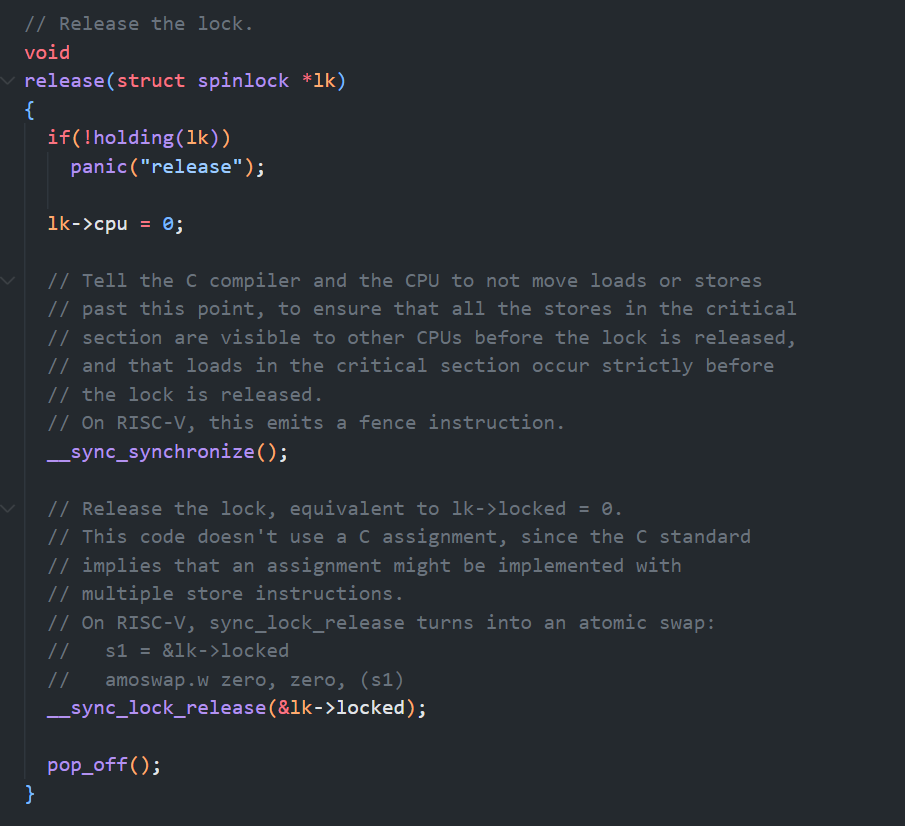 // Release the lock.
void
release(struct spinlock *lk)
{
  if(!holding(lk))
    panic("release");

  lk->cpu = 0;

  // Tell the C compiler and the CPU to not move loads or stores
  // past this point, to ensure that all the stores in the critical
  // section are visible to other CPUs before the lock is released,
  // and that loads in the critical section occur strictly before
  // the lock is released.
  // On RISC-V, this emits a fence instruction.
  __sync_synchronize();

  // Release the lock, equivalent to lk->locked = 0.
  // This code doesn't use a C assignment, since the C standard
  // implies that an assignment might be implemented with
  // multiple store instructions.
  // On RISC-V, sync_lock_release turns into an atomic swap:
  //   s1 = &lk->locked
  //   amoswap.w zero, zero, (s1)
  __sync_lock_release(&lk->locked);

  pop_off();
}